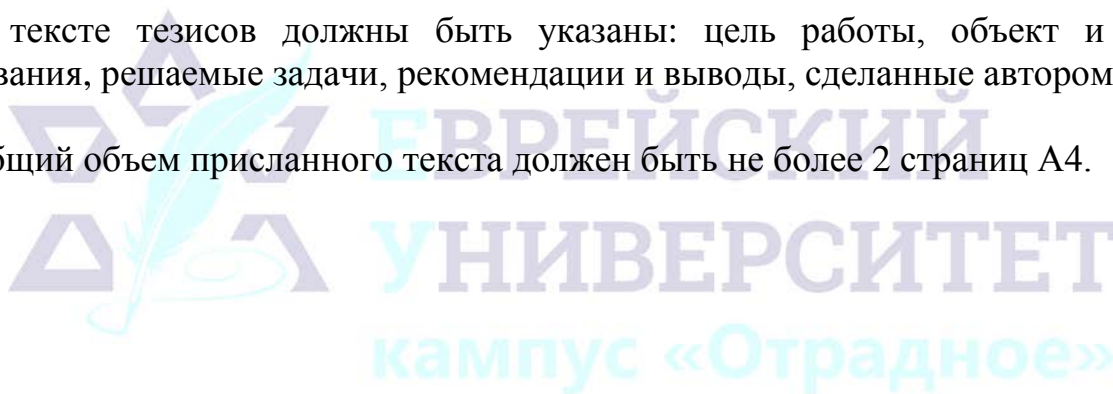 тексте тезисов должны быть указаны: цель работы, объект и
вания, решаемые задачи, рекомендации и выводы, сделанные автором
бщий объем присланного текста должен быть не более 2 страниц А4.
ЕВРЕЙСКИЙ
УНИВЕРСИТЕТ
кампус «Отрадное»